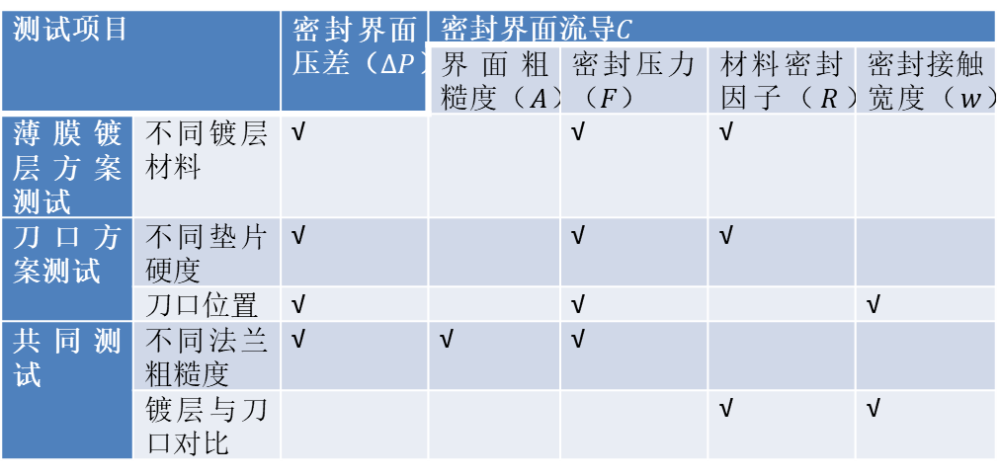 测试项目
密封界面
压差（ΔP）
密封界面流导C
界面粗
糙度（A）
密封压力
（F）
材料密封
因子（R）
密封接触
宽度（w）
薄膜镀
层方案
测试
不同镀层
材料
√ √ √
刀口方
案测试
不同垫片
硬度
√ √ √
刀口位置
√ √ √
共同测
试
不同法兰
粗糙度
√ √ √
镀层与刀
口对比
√ √